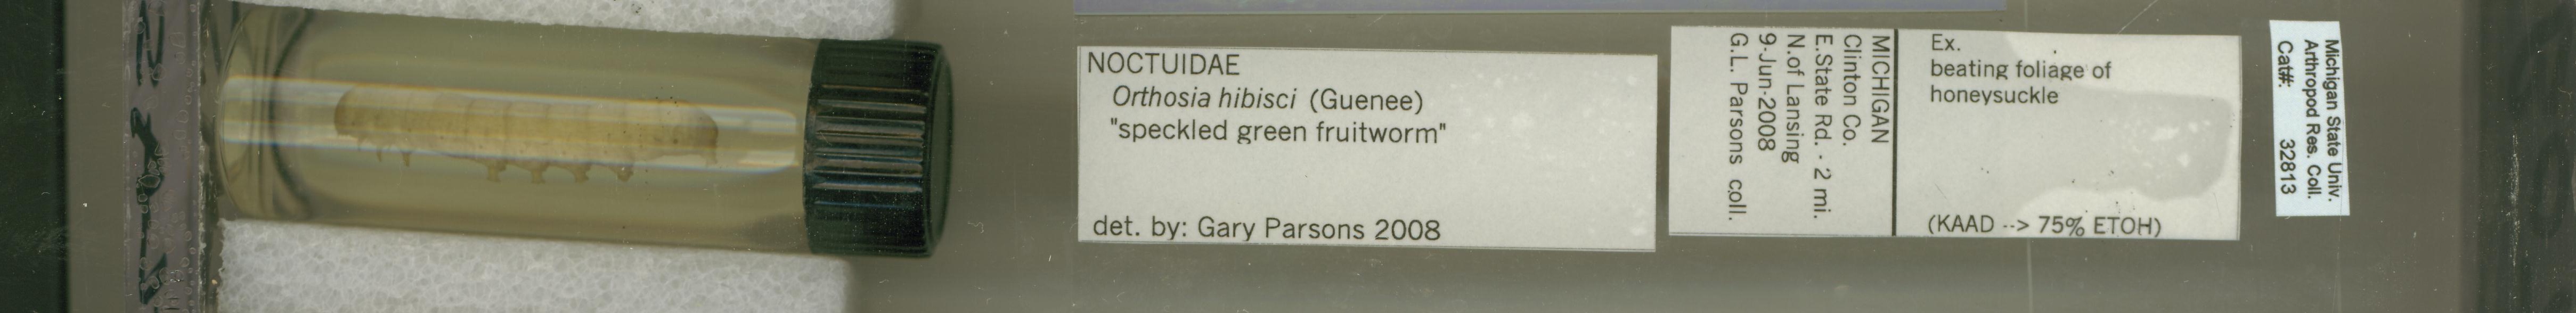 NOCTUIDAE
Orthosia hibisci (Guenee)
"speckled green fruitworm"
det. by: Gary Parsons 2008
MICHIGAN
Clinton Co.
E.State Rd. - 2 mi.
N.of Lansing
9-Jun-2008
G.L. Parsons coll.
Ex.
beating foliage of
honeysuckle
(KAAD --> 75% ETOH)
Michigan State Univ.
Arthropod Res. Coll.
Cat#: 32813